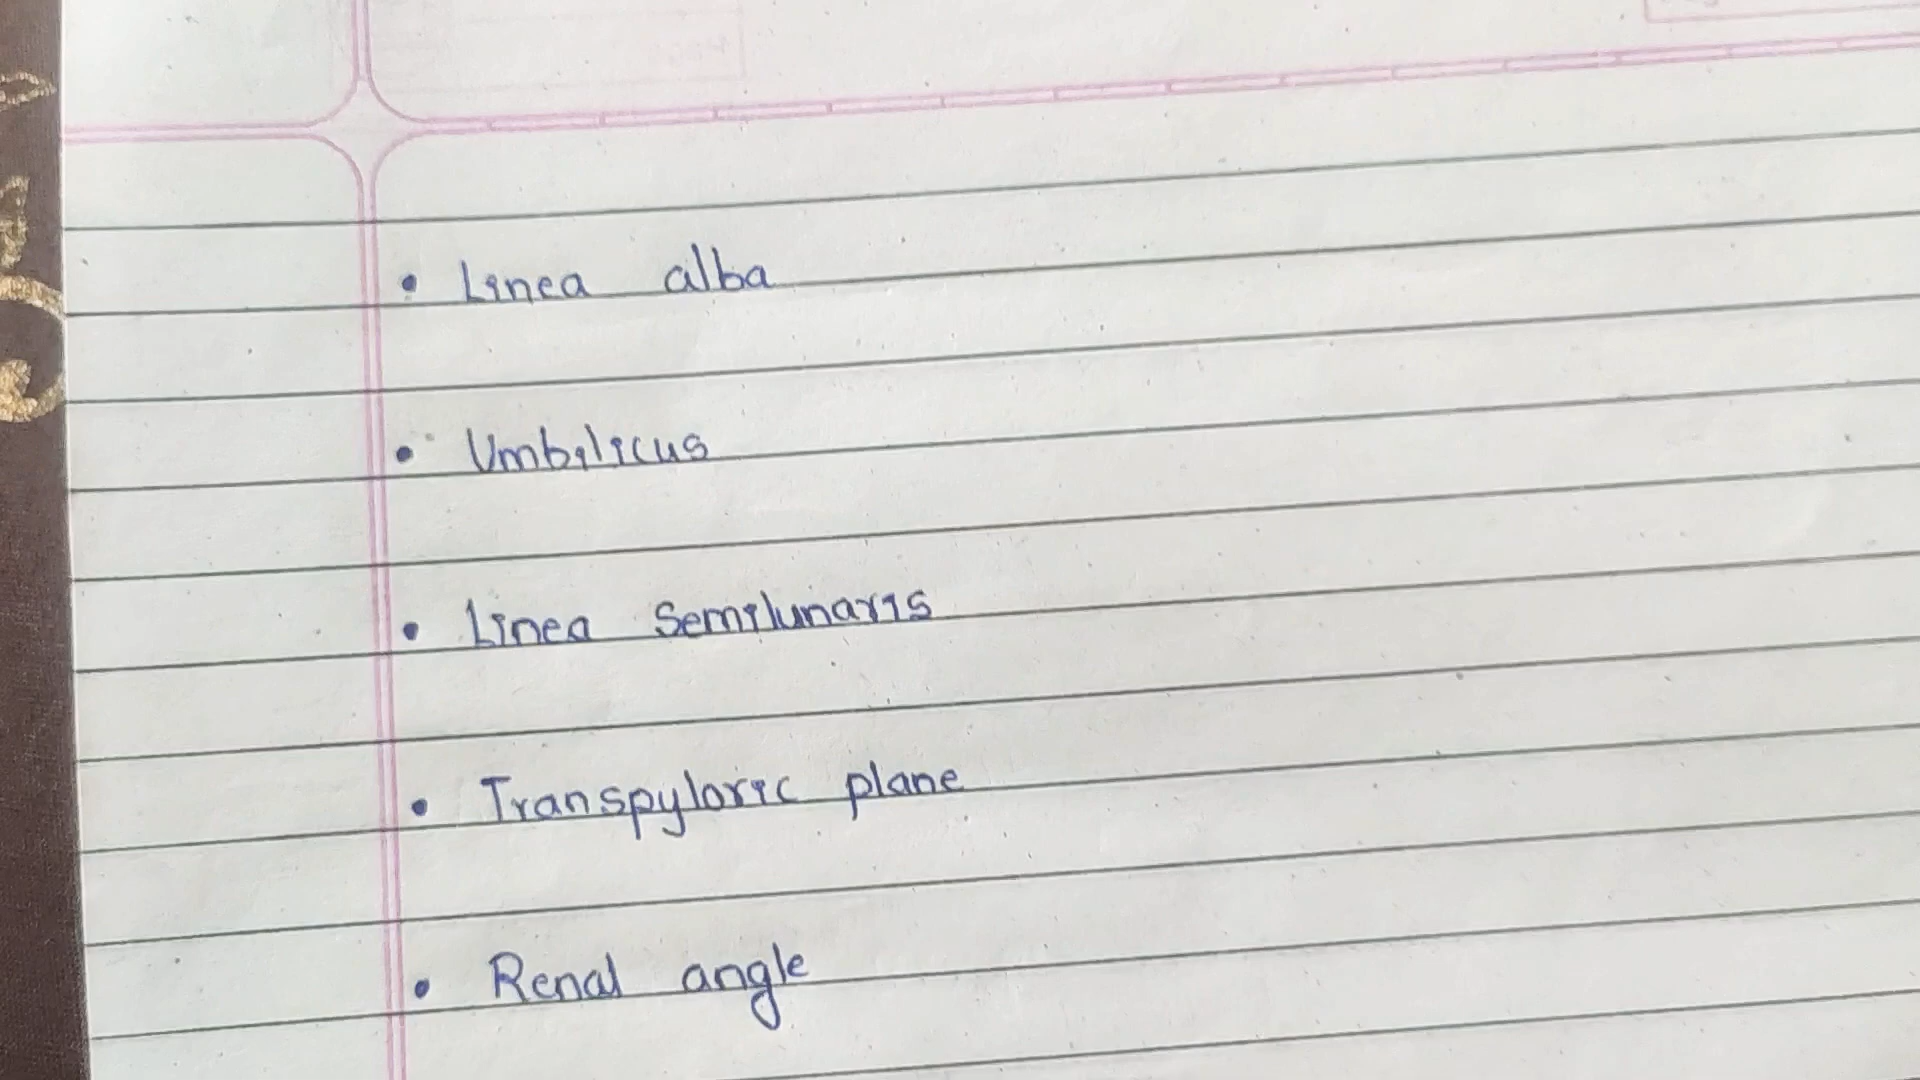 • Linea alba
• Umbilicus
• Linea Semilunaris
• Transpyloric plane
• Renal angle